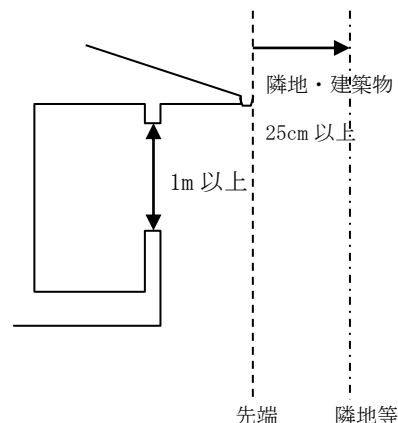 隣地・建築物
25cm 以上
1m 以上
先端
隣地等